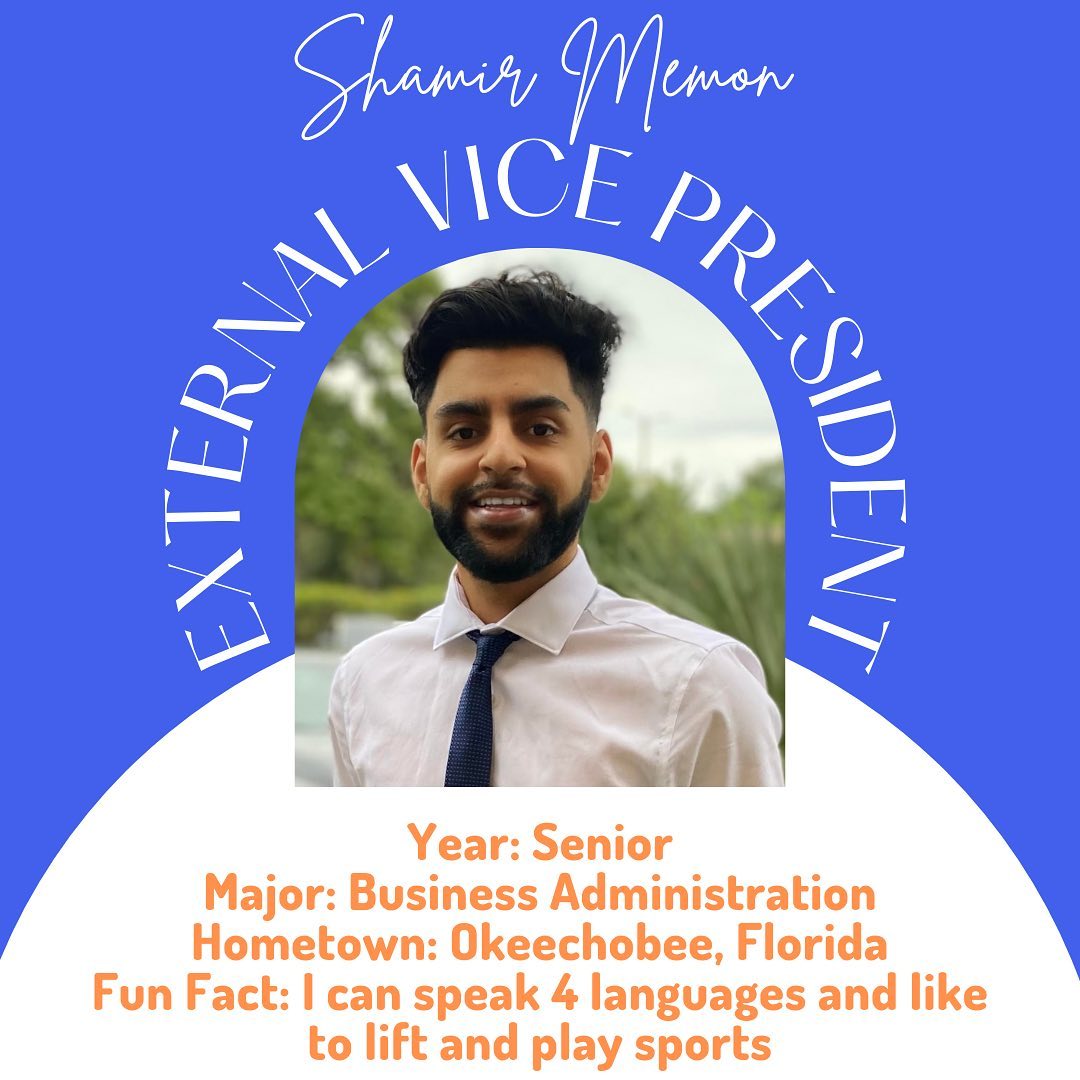 Shamir Memon
EXTERNAL VICE PRESIDENT
Year: Senior
Major: Business Administration
Hometown: Okeechobee, Florida
Fun Fact: I can speak 4 languages and like
to lift and play sports